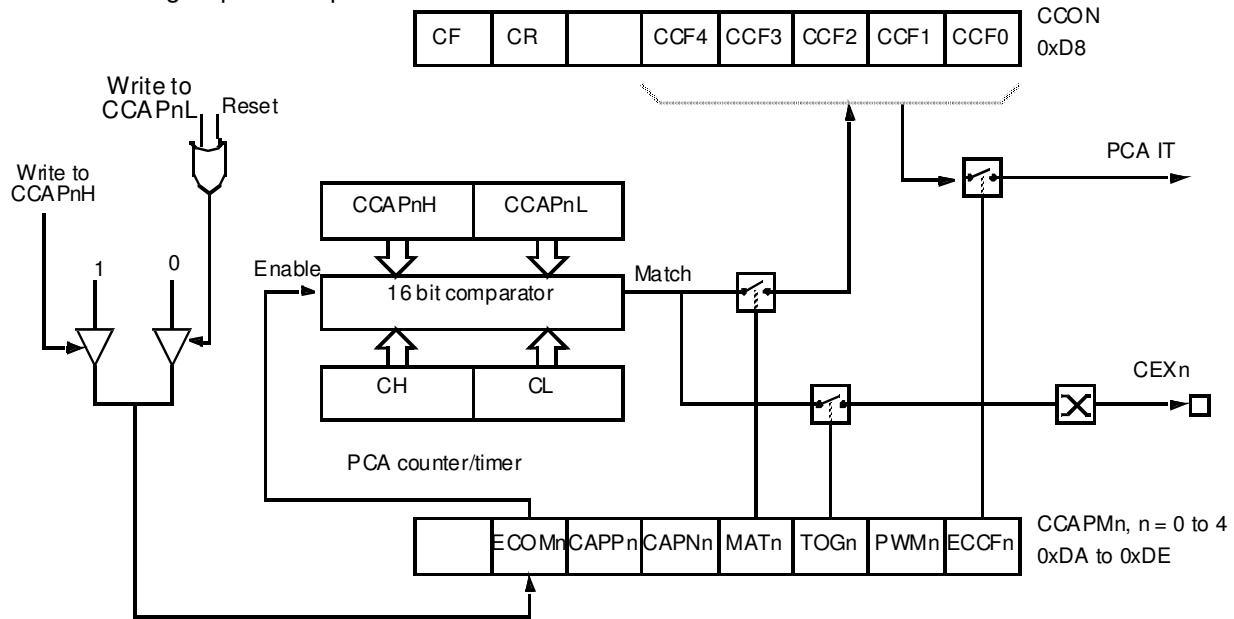 CCON
CF CR CCF4 CCF3 CCF2 CCF1 CCF0
0xD8
Write to
CCAPnL Reset
PCA IT
Write to
CCAPnH
CCAPnH CCAPnL
1 0
Enable
16 bit comparator
Match
CH CL
CEXn
PCA counter/timer
CCAPMn, n = 0 to 4
ECOMn CAPPn CAPNn MATn TOGn PWMn ECCFn
0xDA to 0xDE